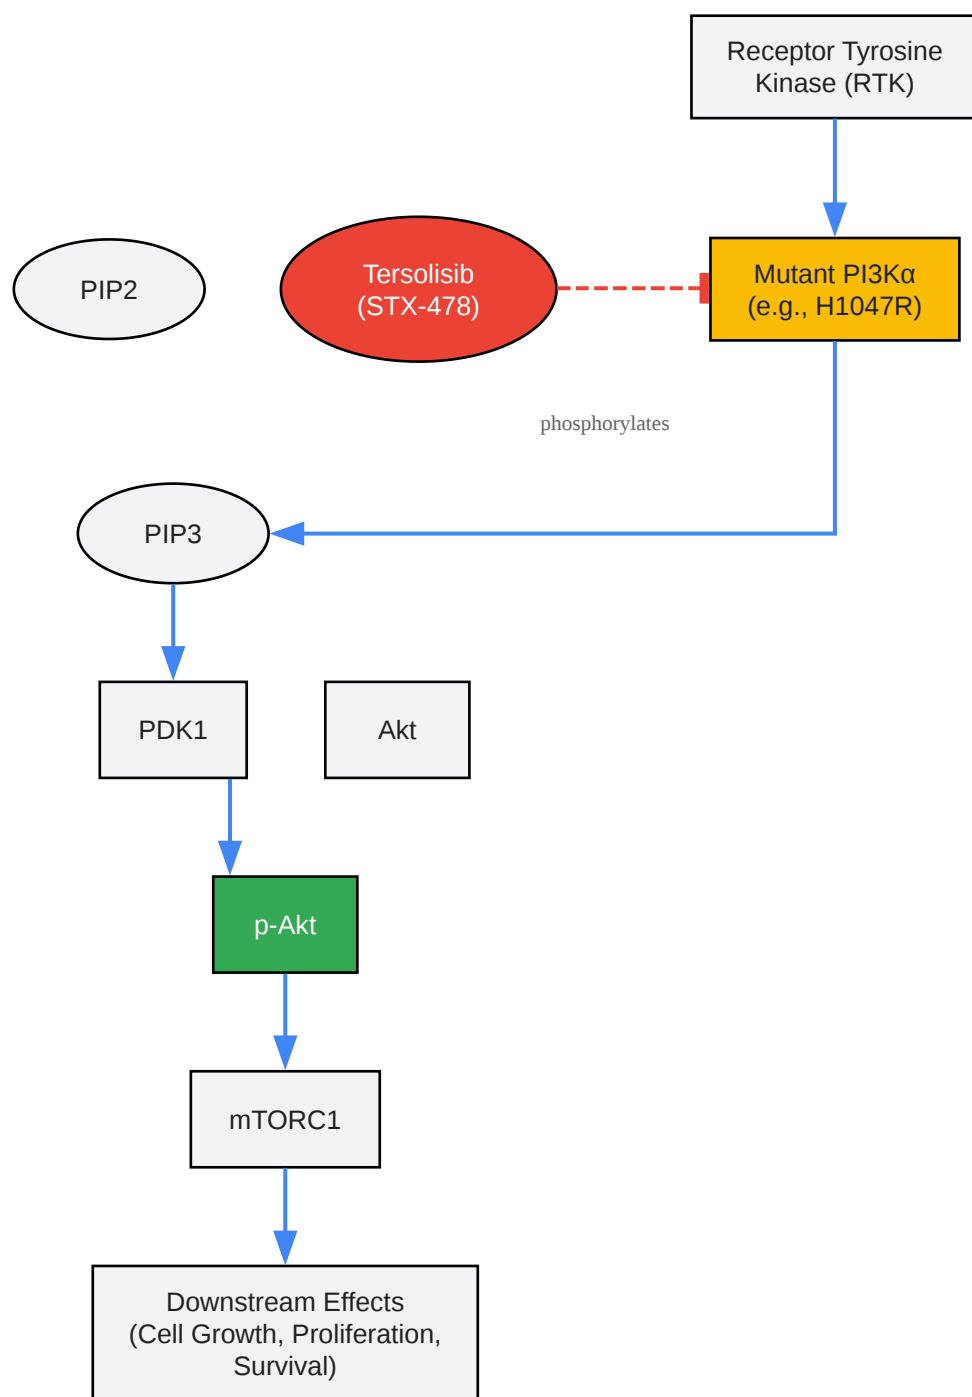 Receptor Tyrosine
Kinase (RTK)
PIP2
Tersolisib
(STX-478)
Mutant PI3Kα
(e.g., H1047R)
phosphorylates
PIP3
PDK1
Akt
p-Akt
mTORC1
Downstream Effects
(Cell Growth, Proliferation,
Survival)